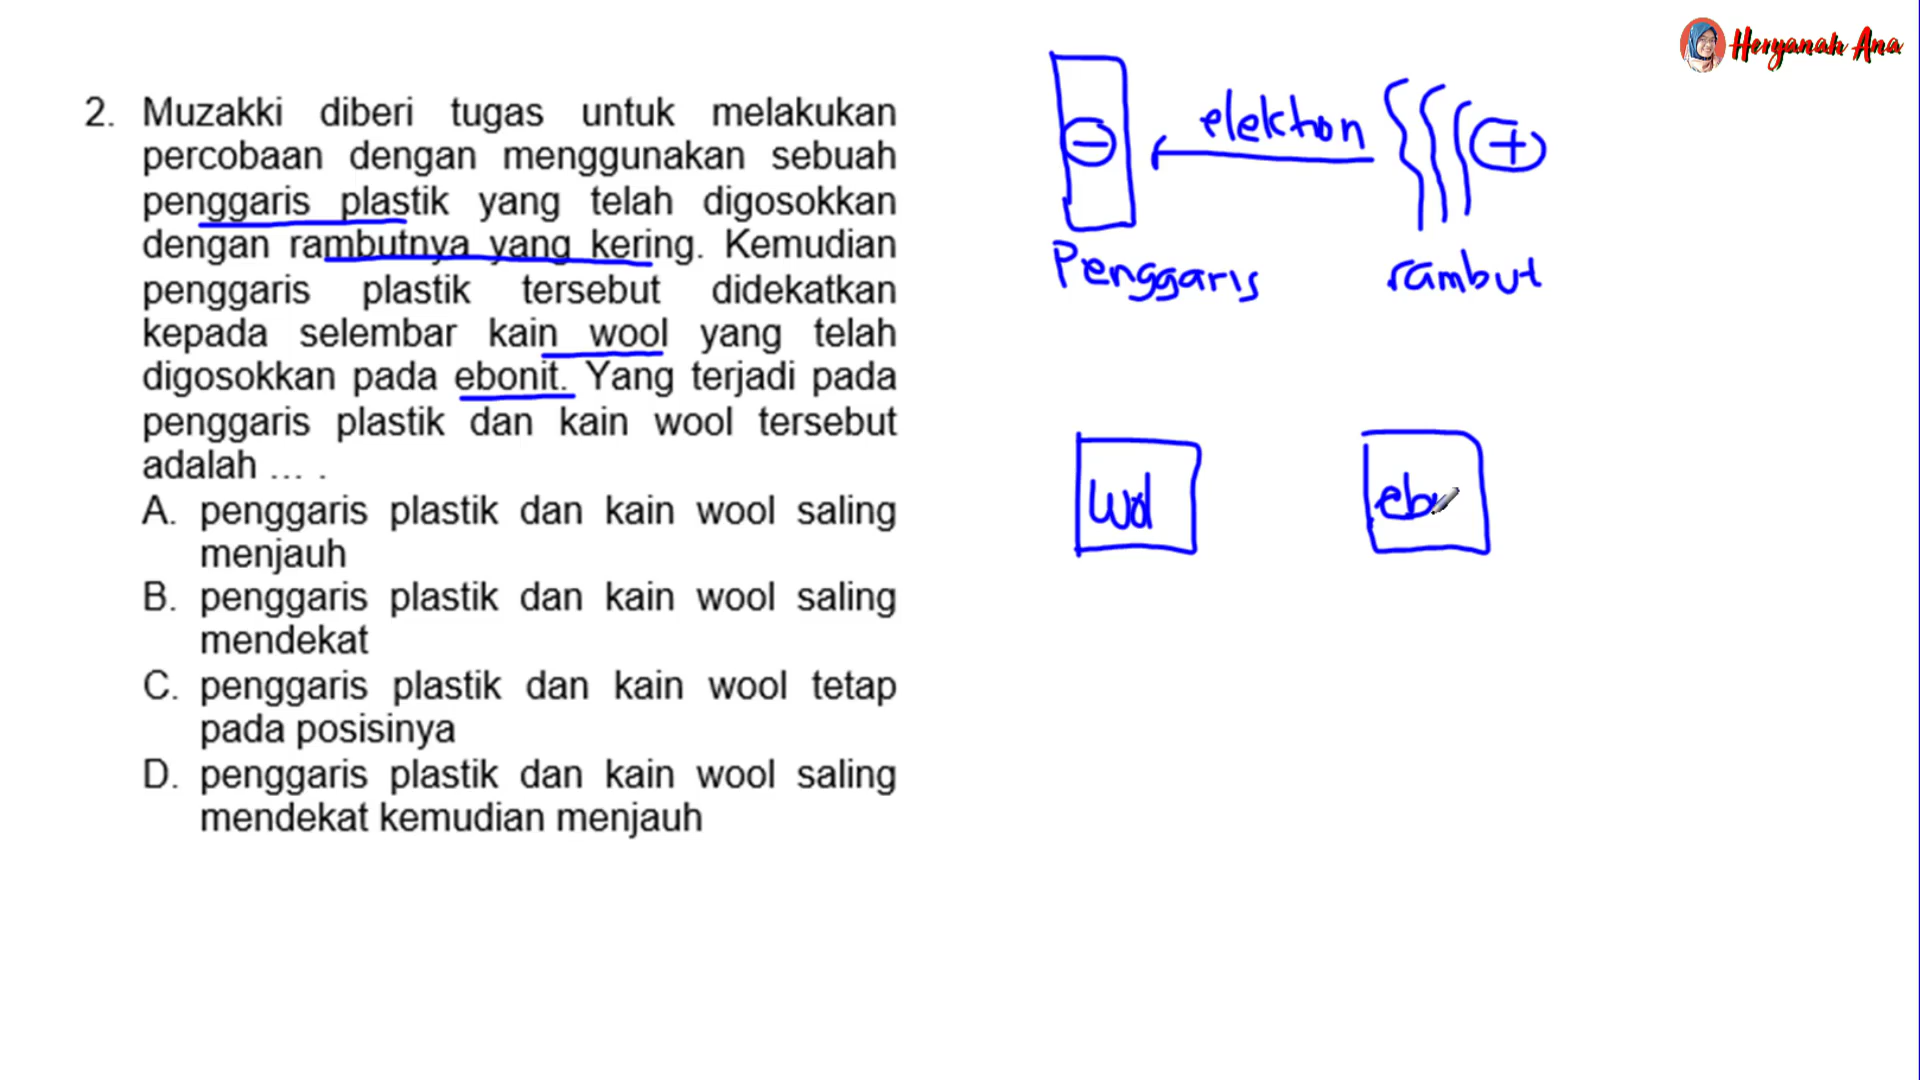 Heryanah Ana
2. Muzakki diberi tugas untuk melakukan
percobaan dengan menggunakan sebuah
penggaris plastik yang telah digosokkan
dengan rambutnya yang kering. Kemudian
penggaris plastik tersebut didekatkan
kepada selembar kain wool yang telah
digosokkan pada ebonit. Yang terjadi pada
penggaris plastik dan kain wool tersebut
adalah ... .
A. penggaris plastik dan kain wool saling
menjauh
B. penggaris plastik dan kain wool saling
mendekat
C. penggaris plastik dan kain wool tetap
pada posisinya
D. penggaris plastik dan kain wool saling
mendekat kemudian menjauh
− elektron +
Penggaris rambut
wol eb